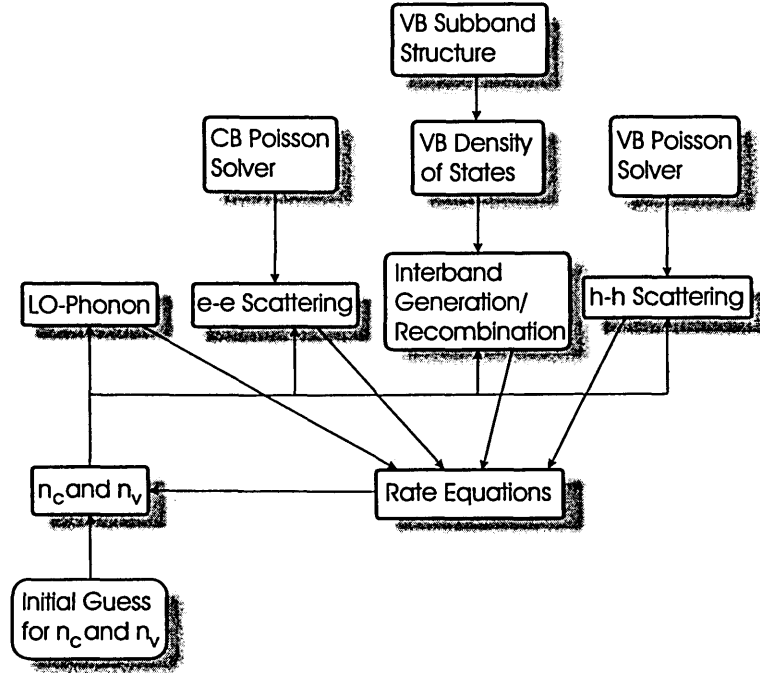 VB Subband
Structure
CB Poisson
Solver
VB Density
of States
VB Poisson
Solver
LO-Phonon
e-e Scattering
Interband
Generation/
Recombination
h-h Scattering
n_c and n_v
Rate Equations
Initial Guess
for n_c and n_v